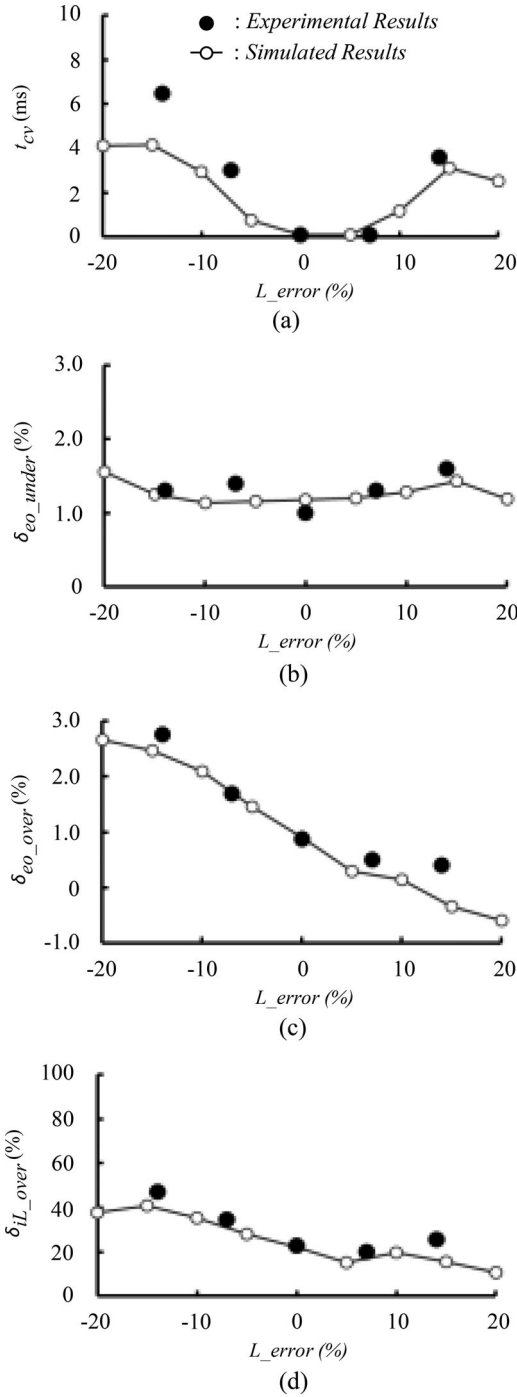 ● : Experimental Results
○ : Simulated Results
t_cv (ms)
10
8
6
4
2
0
-20 -10 0 10 20
L_error (%)
(a)
δ_eo_under (%)
3.0
2.0
1.0
0
-20 -10 0 10 20
L_error (%)
(b)
δ_eo_over (%)
3.0
2.0
1.0
0
-1.0
-20 -10 0 10 20
L_error (%)
(c)
δ_iL_over (%)
100
80
60
40
20
0
-20 -10 0 10 20
L_error (%)
(d)